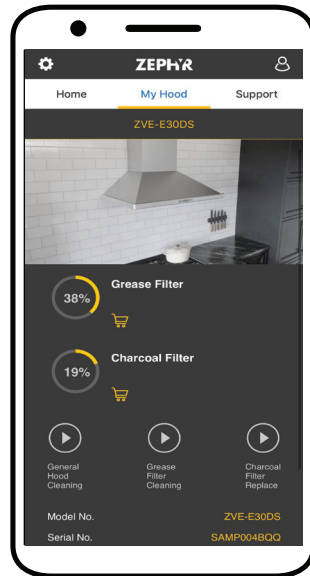 ZEPHYR
Home My Hood Support
ZVE-E30DS
38%
Grease Filter
19%
Charcoal Filter
General
Hood
Cleaning
Grease
Filter
Cleaning
Charcoal
Filter
Replace
Model No. ZVE-E30DS
Serial No. SAMP004BQQ